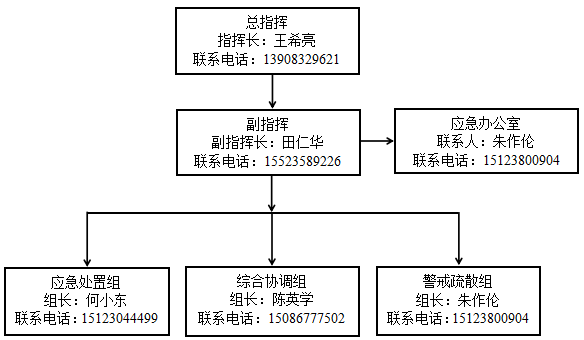 总指挥
指挥长：王希亮
联系电话：13908329621
副指挥
副指挥长：田仁华
联系电话：15523589226
应急办公室
联系人：朱作伦
联系电话：15123800904
应急处置组
组长：何小东
联系电话：15123044499
综合协调组
组长：陈英学
联系电话：15086777502
警戒疏散组
组长：朱作伦
联系电话：15123800904